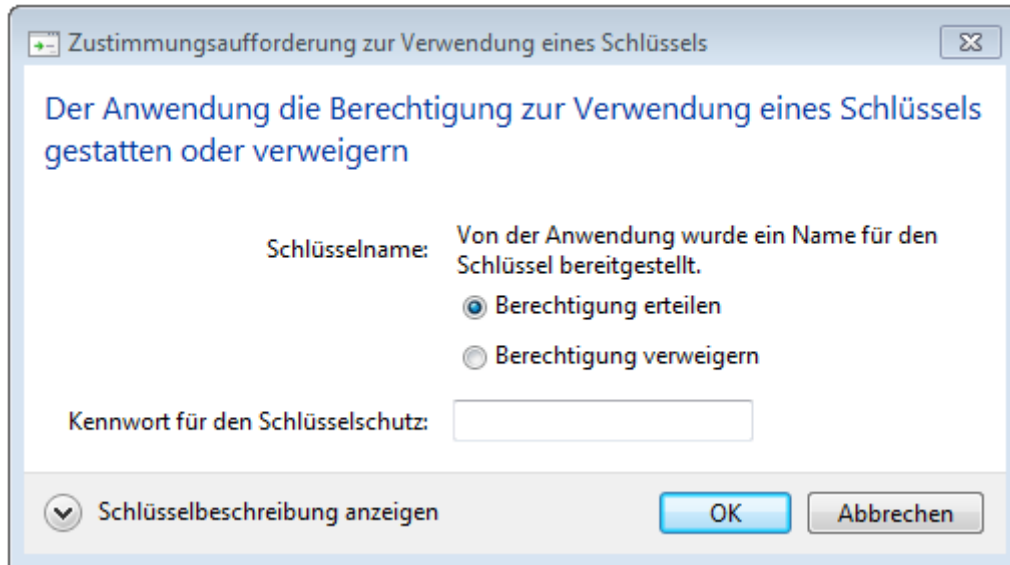 Zustimmungsaufforderung zur Verwendung eines Schlüssels
Der Anwendung die Berechtigung zur Verwendung eines Schlüssels
gestatten oder verweigern
Schlüsselname:
Von der Anwendung wurde ein Name für den
Schlüssel bereitgestellt.
Berechtigung erteilen
Berechtigung verweigern
Kennwort für den Schlüsselschutz:
Schlüsselbeschreibung anzeigen
OK
Abbrechen